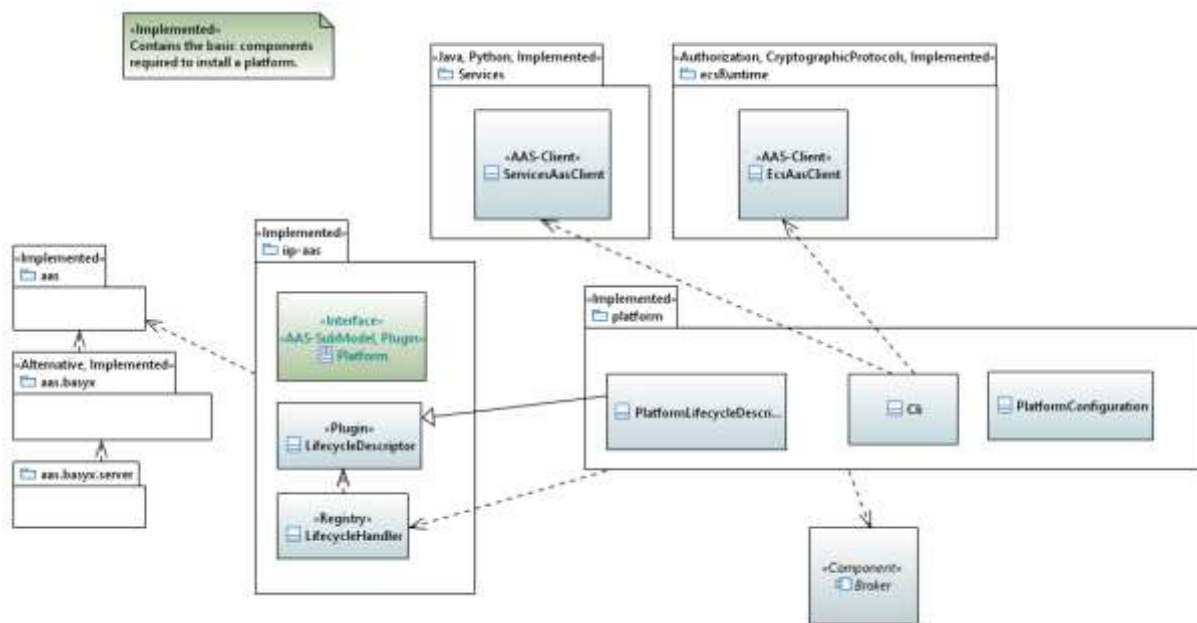 «Implemented»
Contains the basic components
required to install a platform.
«Java, Python, Implemented»
Services
«AAS-Client»
ServicesAasClient
«Authorization, CryptographicProtocols, Implemented»
ecsRuntime
«AAS-Client»
EcsAasClient
«Implemented»
aas
«Alternative, Implemented»
aas.basyx
aas.basyx.server
«Implemented»
iip-aas
«Interface»
«AAS-SubModel, Plugin»
Platform
«Plugin»
LifecycleDescriptor
«Registry»
LifecycleHandler
«Implemented»
platform
PlatformLifecycleDescri...
Cli
PlatformConfiguration
«Component»
Broker